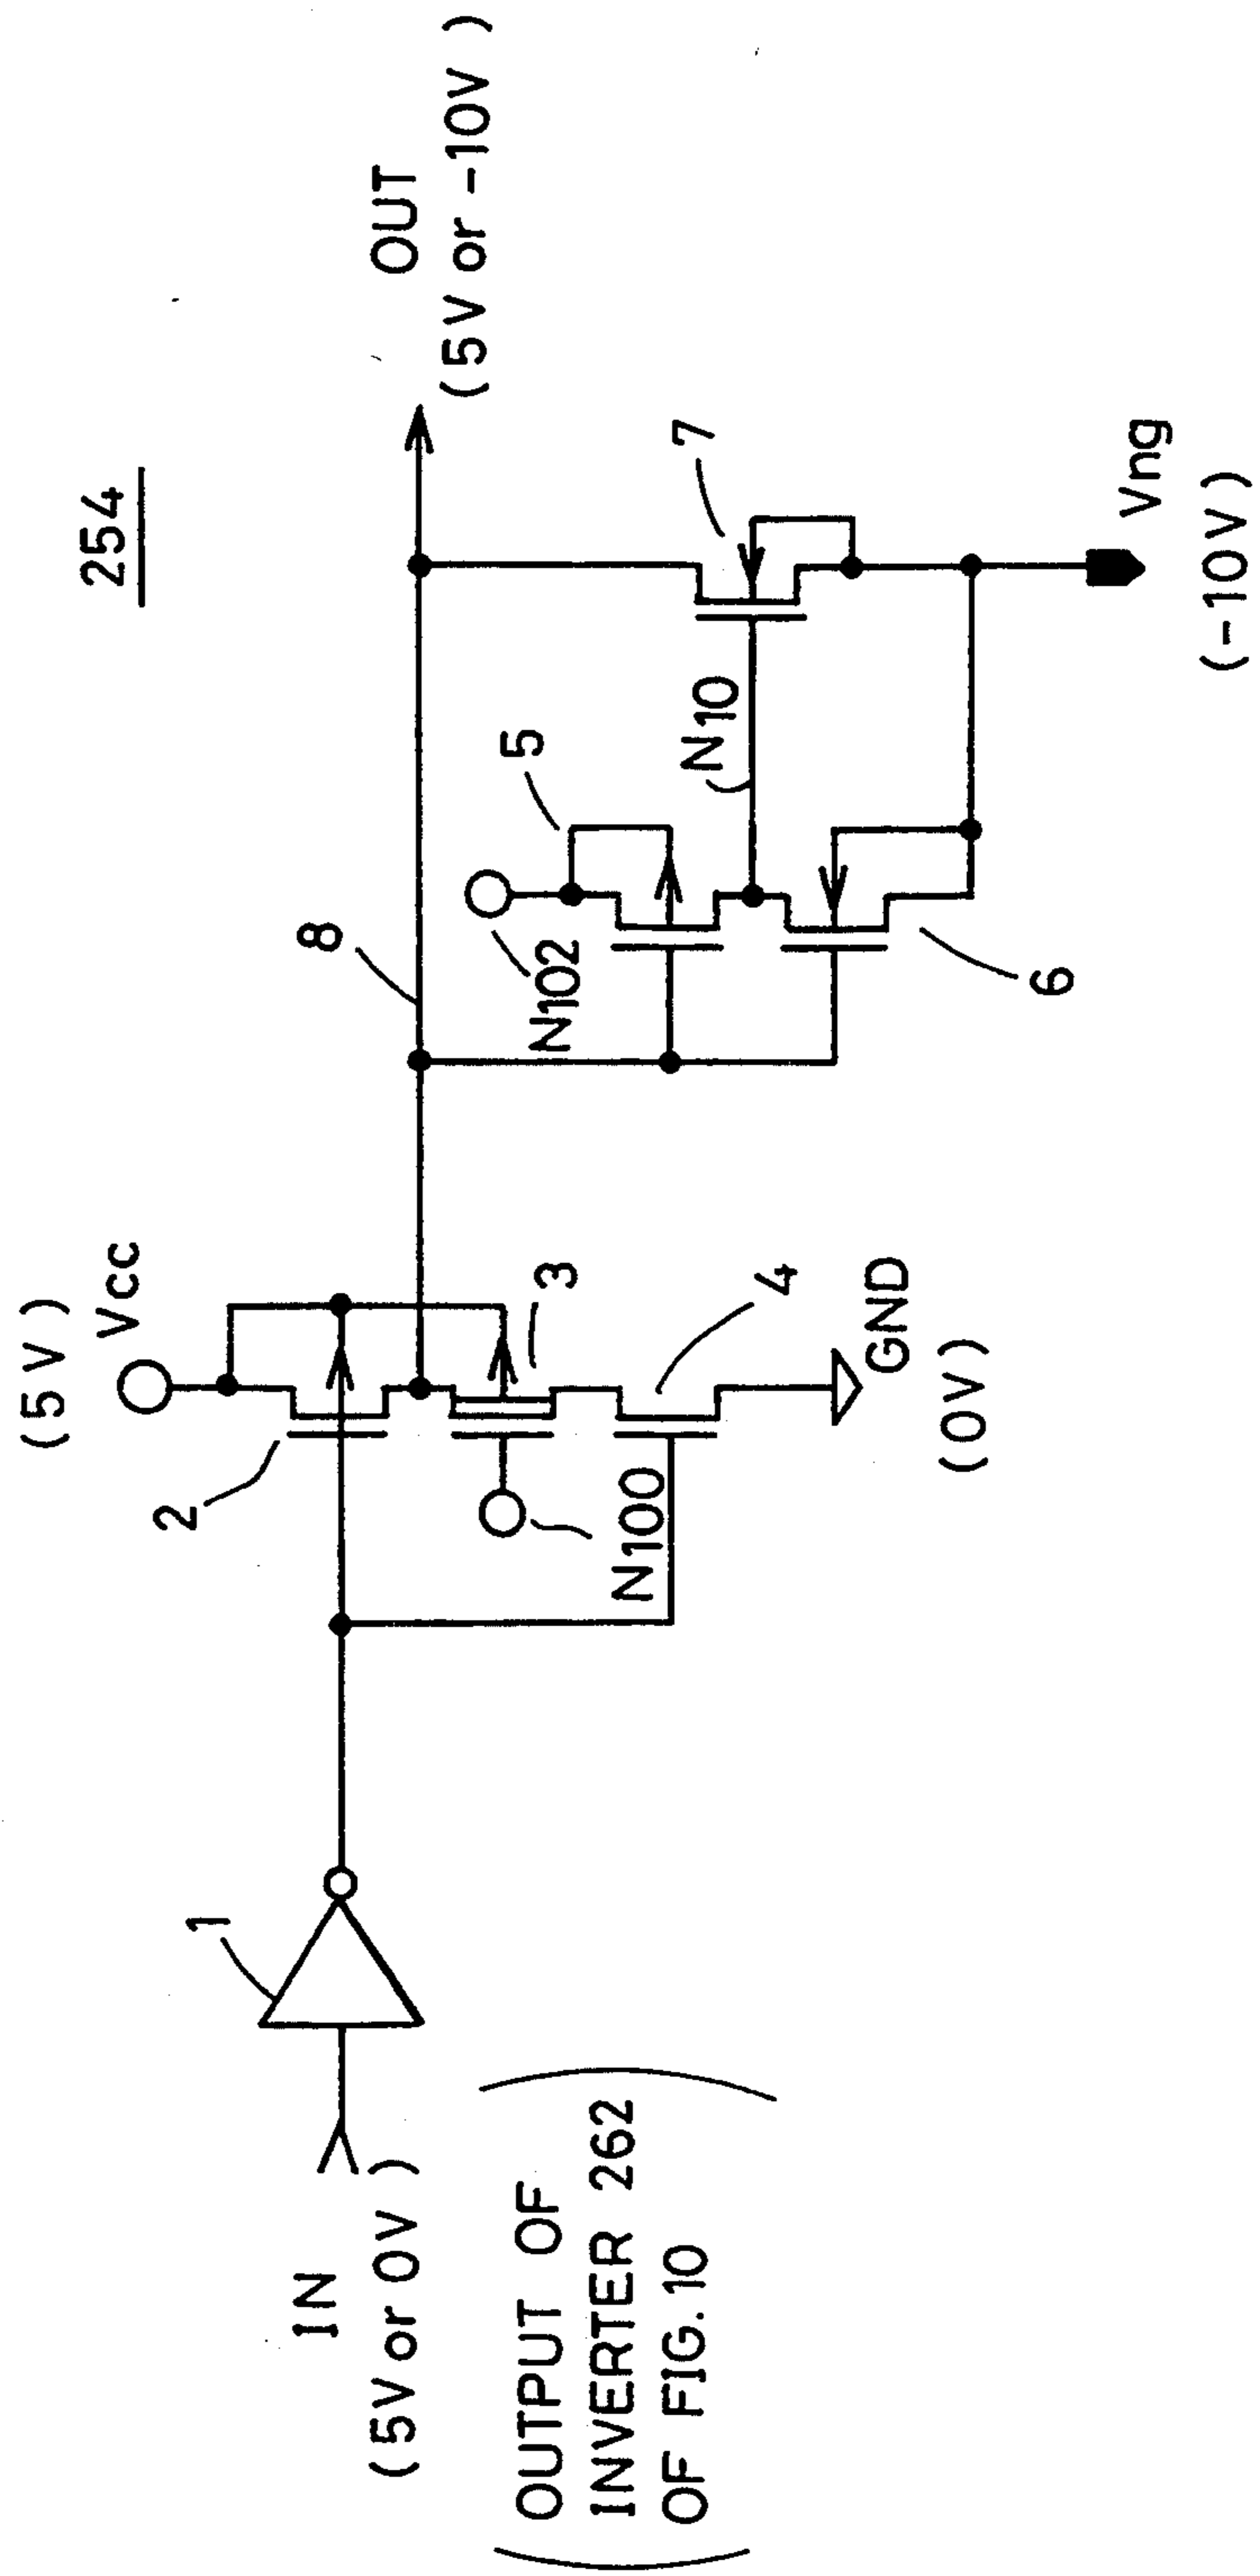 254
(5V)
Vcc
2
3
N100
4
GND
(0V)
1
IN
(5V or 0V)
OUTPUT OF
INVERTER 262
OF FIG. 10
8
N102
5
6
N10
7
OUT
(5V or -10V)
Vng
(-10V)